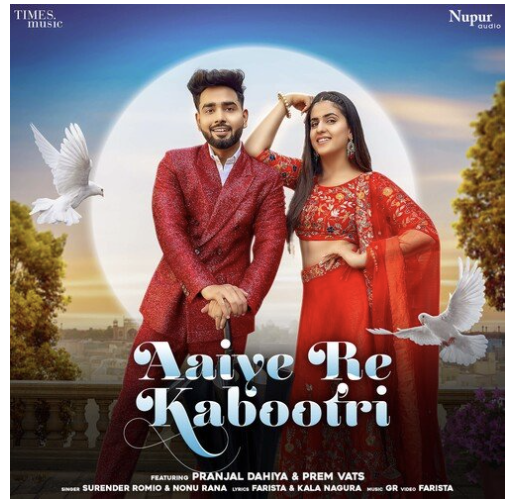 TIMES.
music
Nupur
audio
Aaiye Re
Kabootri
FEATURING PRANJAL DAHIYA & PREM VATS
SINGER SURENDER ROMIO & NONU RANA LYRICS FARISTA & KALA NAGURA MUSIC GR VIDEO FARISTA